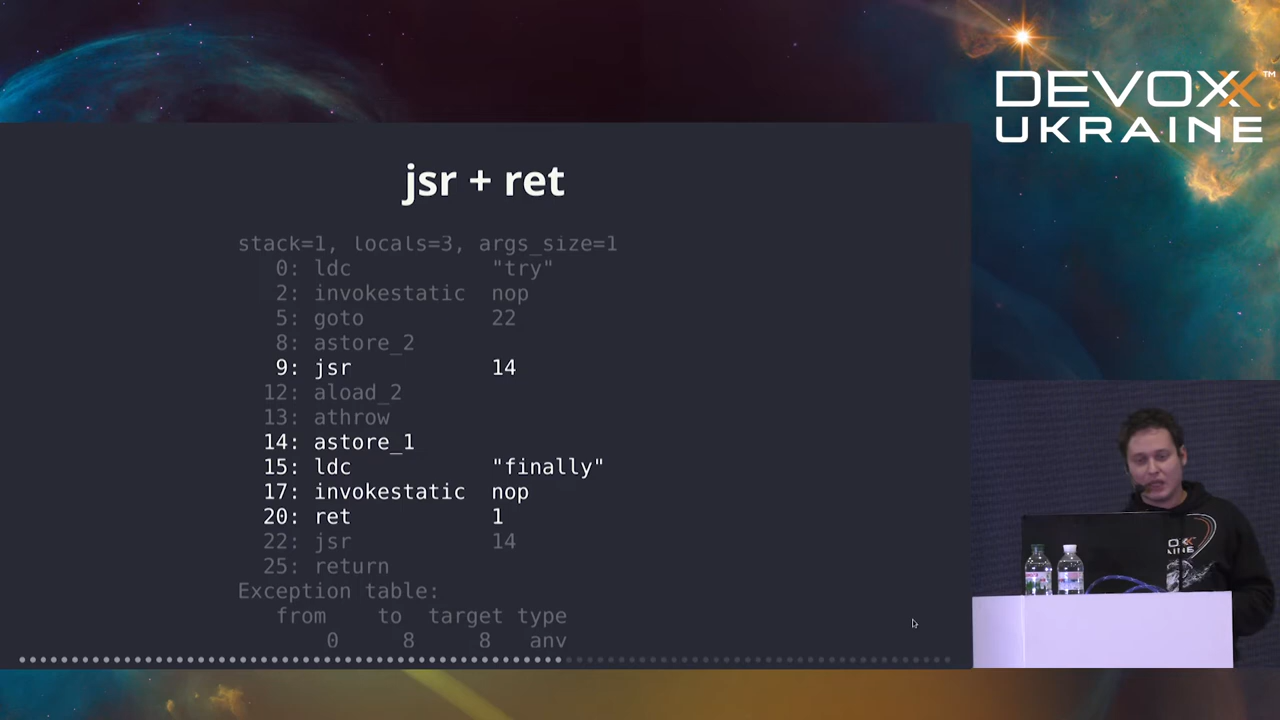 DEVOXX™
UKRAINE
jsr + ret
stack=1, locals=3, args_size=1
0: ldc "try"
2: invokestatic nop
5: goto 22
8: astore_2
9: jsr 14
12: aload_2
13: athrow
14: astore_1
15: ldc "finally"
17: invokestatic nop
20: ret 1
22: jsr 14
25: return
Exception table:
from to target type
0 8 8 any